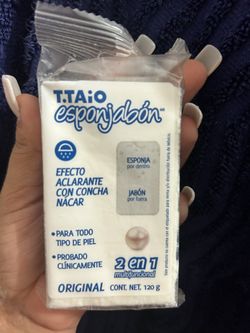 T.TAiO
esponjabón
EFECTO
ACLARANTE
CON CONCHA
NÁCAR
ESPONJA
por dentro
JABÓN
por fuera
• PARA TODO
TIPO DE PIEL
• PROBADO
CLÍNICAMENTE
2 en 1
multifuncional
ORIGINAL CONT. NET. 120 g